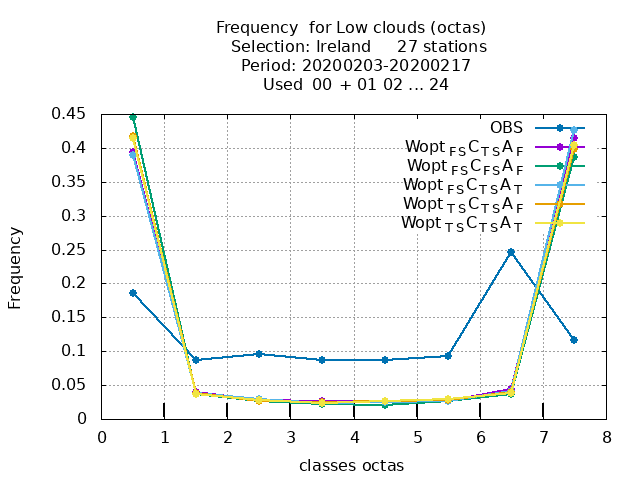 Frequency for Low clouds (octas)
Selection: Ireland 27 stations
Period: 20200203-20200217
Used 00 + 01 02 ... 24
Frequency
0.45
0.4
0.35
0.3
0.25
0.2
0.15
0.1
0.05
0
OBS
Wopt FS C TS A F
Wopt FS C FS A F
Wopt FS C TS A T
Wopt TS C TS A F
Wopt TS C TS A T
0 1 2 3 4 5 6 7 8
classes octas